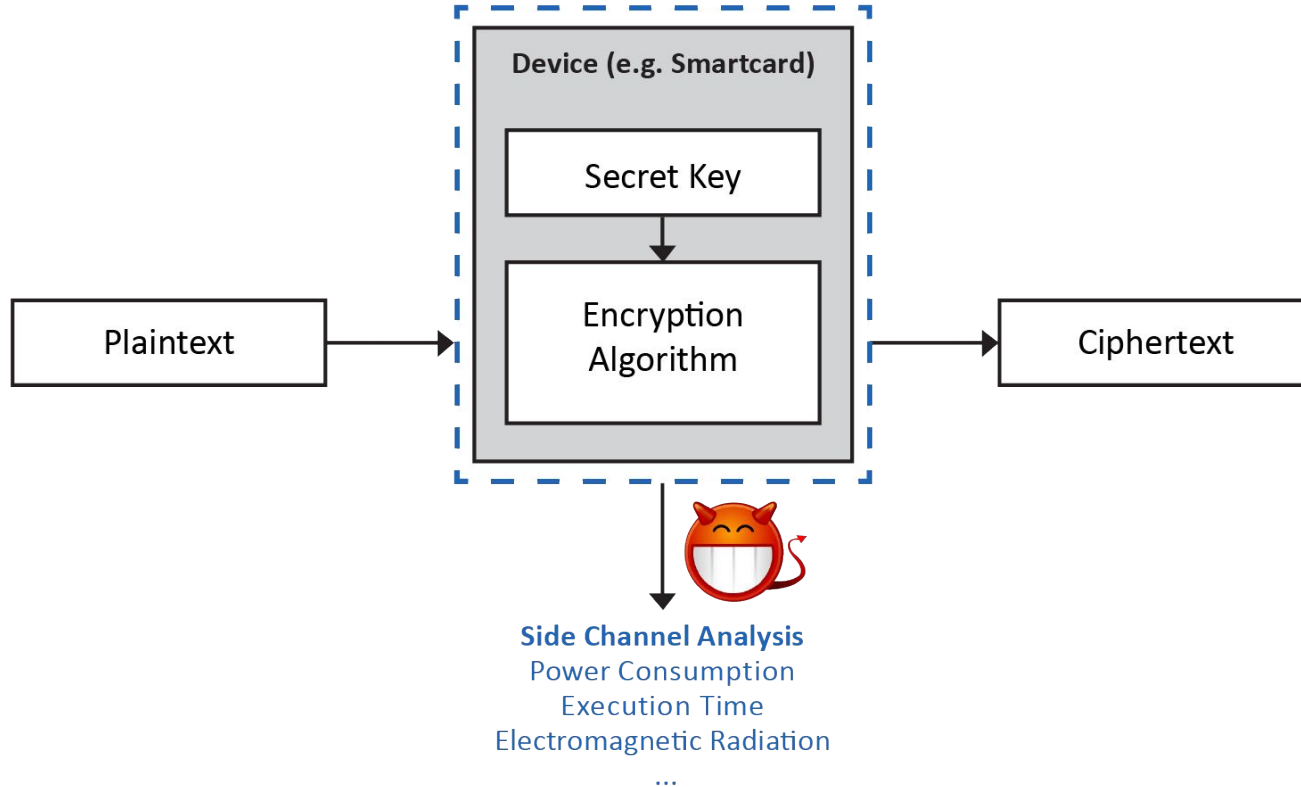 Device (e.g. Smartcard)
Secret Key
Encryption
Algorithm
Plaintext
Ciphertext
Side Channel Analysis
Power Consumption
Execution Time
Electromagnetic Radiation
...